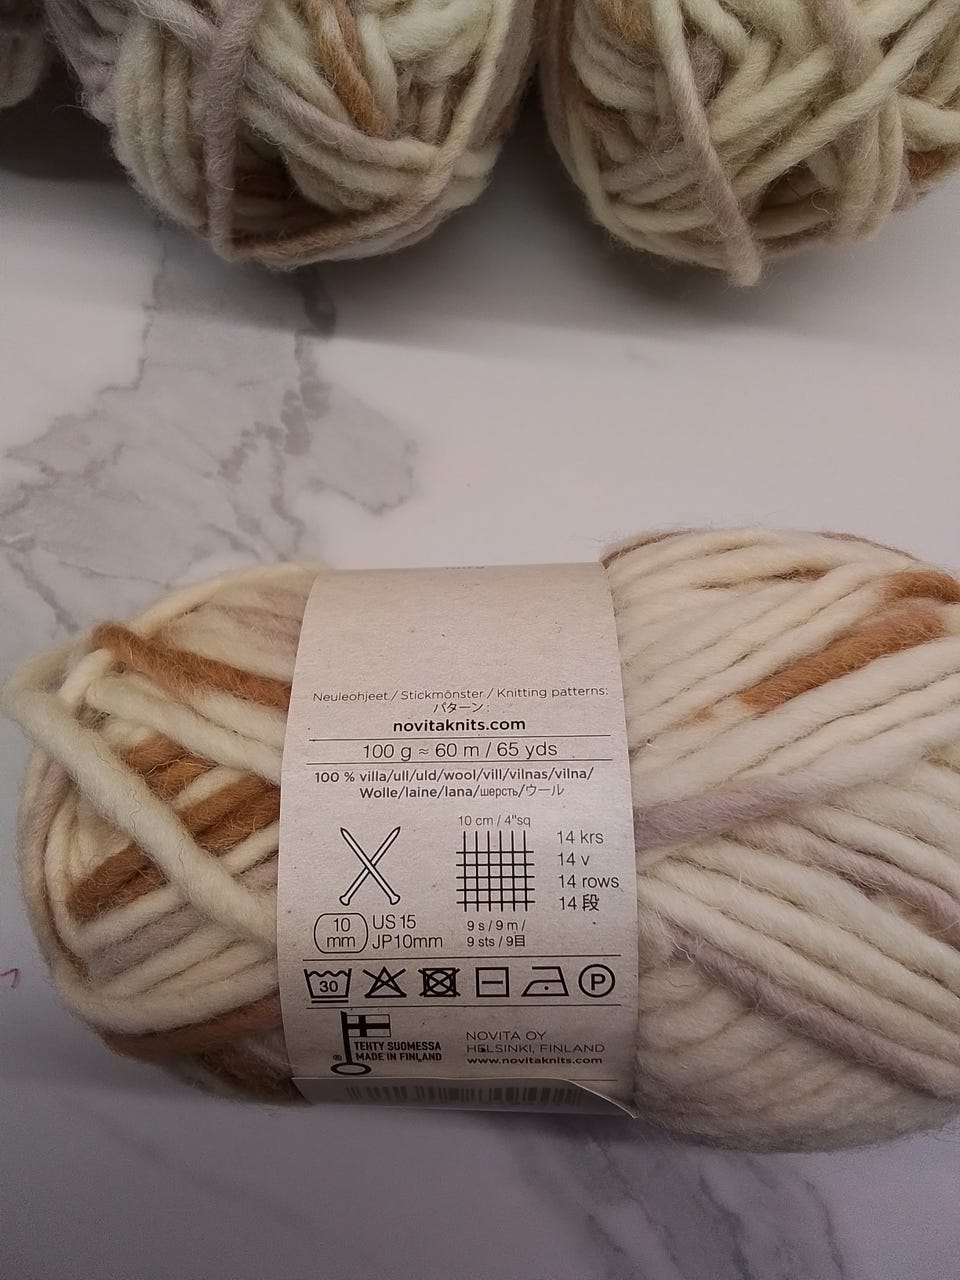 Neuleohjeet / Stickmönster / Knitting patterns:
パターン:
novitaknits.com
100 g ≈ 60 m / 65 yds
100 % villa/ull/uld/wool/vill/vilnas/vilna/
Wolle/laine/lana/шерсть/ウール
10 cm / 4"sq
14 krs
14 v
14 rows
14 段
10
mm
US 15
JP10mm
9 s / 9 m /
9 sts / 9目
30
P
® TEHTY SUOMESSA
MADE IN FINLAND
NOVITA OY
HELSINKI, FINLAND
www.novitaknits.com